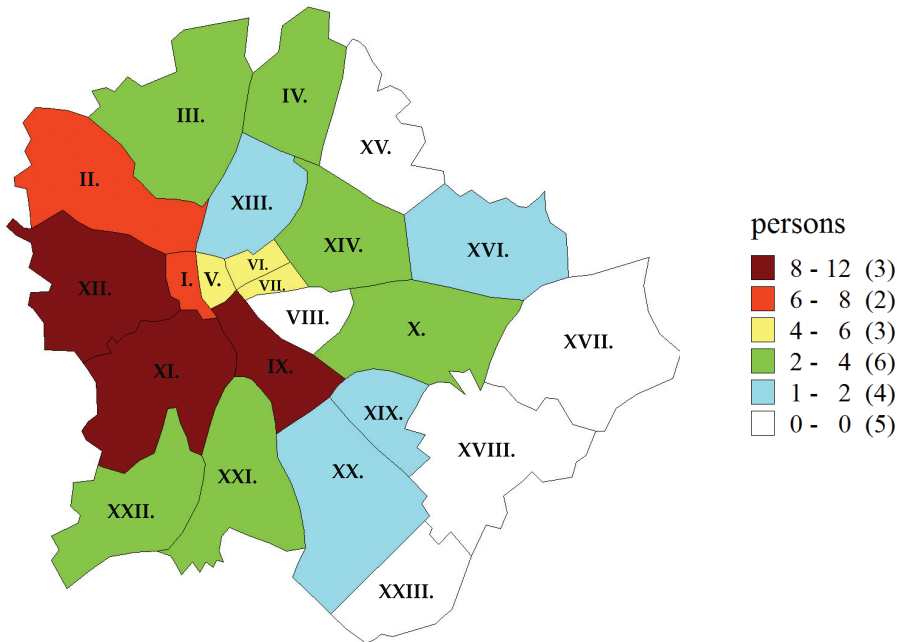 IV.
III.
XV.
II.
XIII.
XIV.
XVI.
VI.
XII.
I.
V.
VII.
VIII.
X.
XVII.
XI.
IX.
XIX.
XVIII.
XX.
XXI.
XXII.
XXIII.
persons
8 - 12 (3)
6 - 8 (2)
4 - 6 (3)
2 - 4 (6)
1 - 2 (4)
0 - 0 (5)